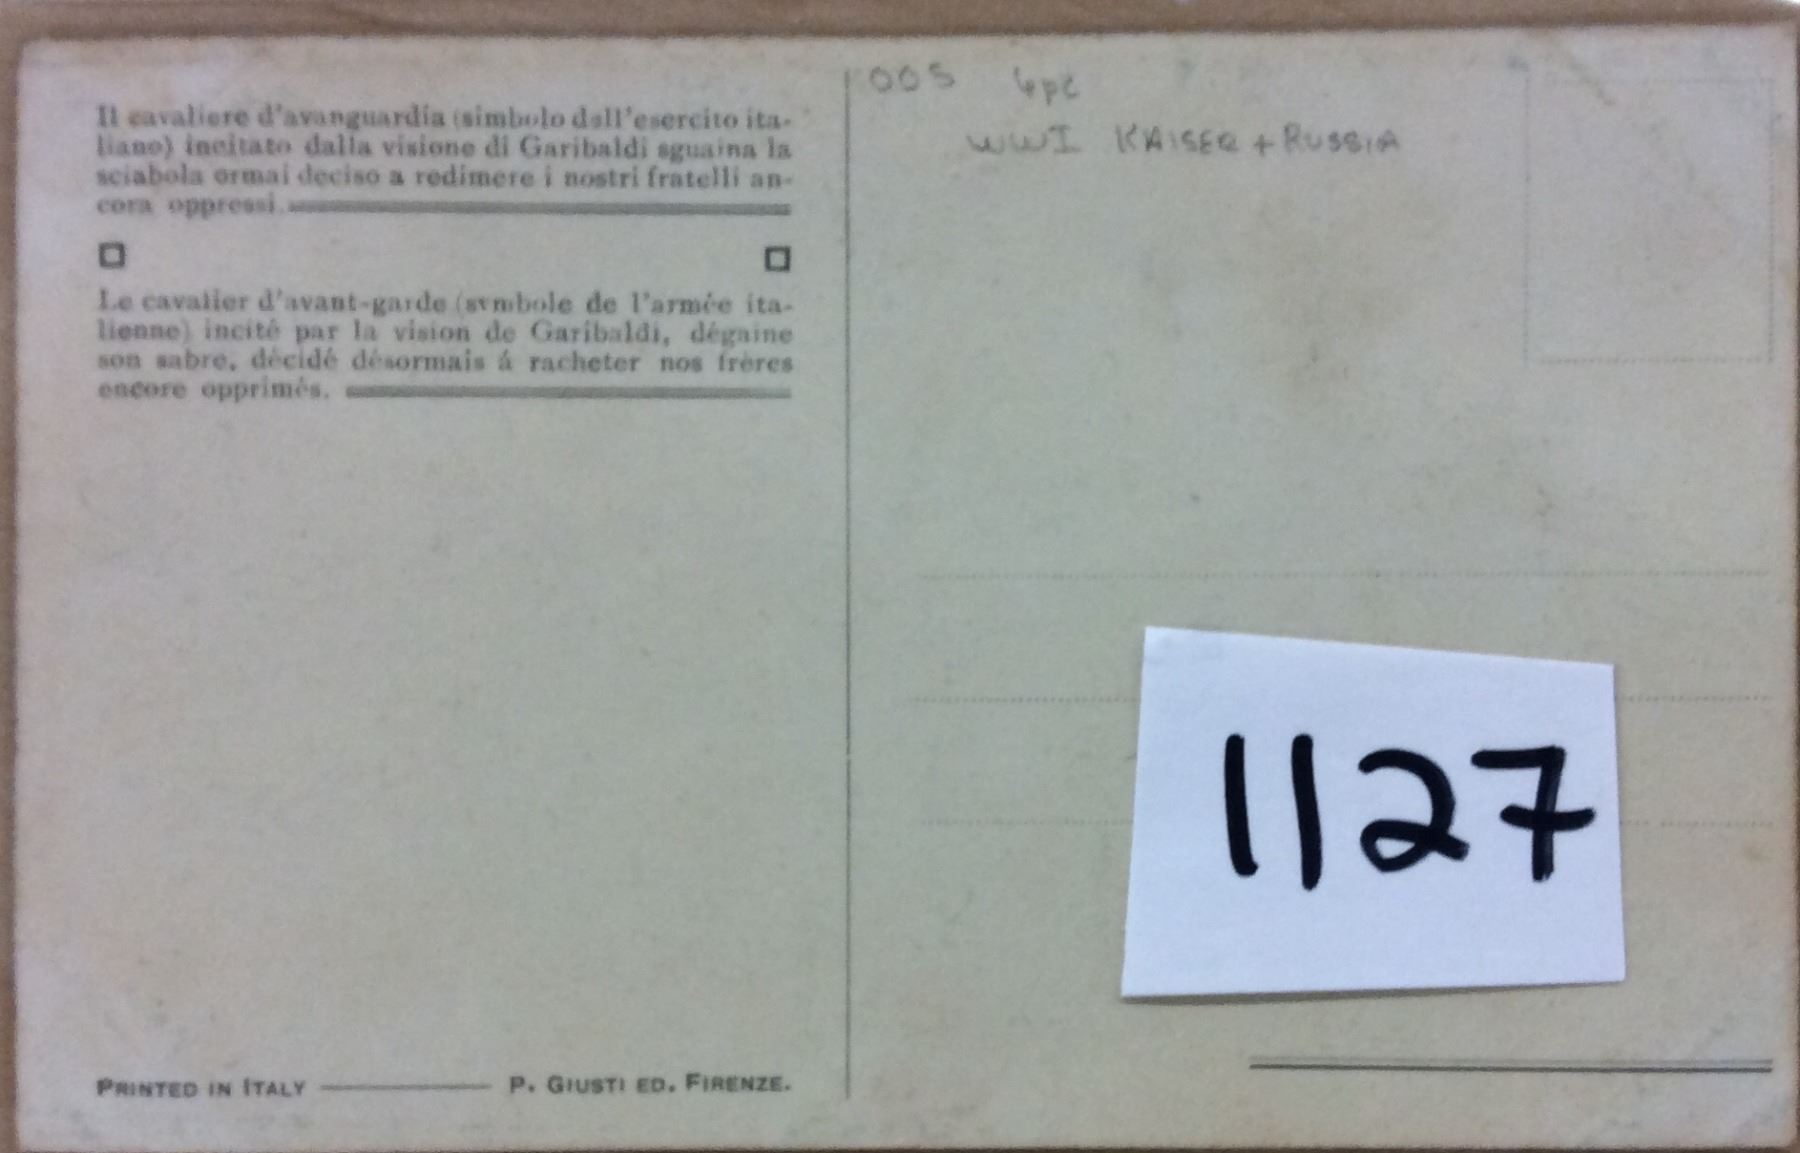 Il cavaliere d'avanguardia (simbolo dell'esercito ita-
liano) incitato dalla visione di Garibaldi sguaina la
sciabola ormai deciso a redimere i nostri fratelli an-
cora oppressi.
Le cavalier d'avant-garde (symbole de l'armée ita-
lienne) incité par la vision de Garibaldi, dégaine
son sabre, décidé désormais á racheter nos frères
encore opprimés.
PRINTED IN ITALY
P. GIUSTI ED. FIRENZE.
005 6pc
WWI KAISER + RUSSIA
1127